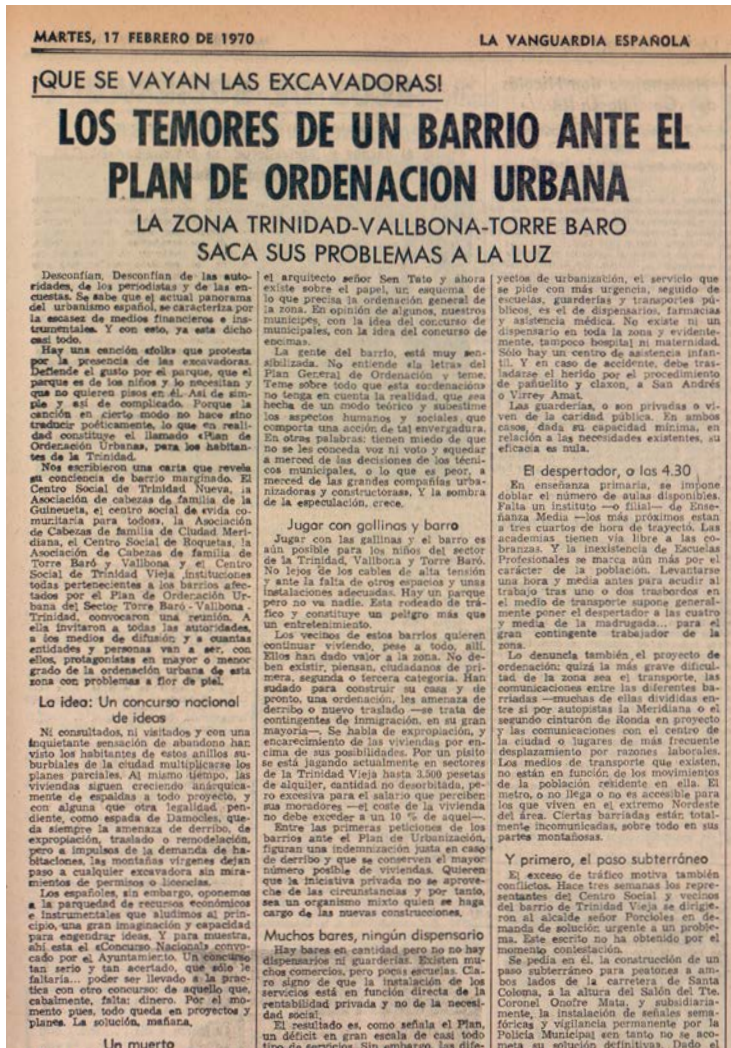 MARTES, 17 FEBRERO DE 1970
LA VANGUARDIA ESPAÑOLA
¡QUE SE VAYAN LAS EXCAVADORAS!
LOS TEMORES DE UN BARRIO ANTE EL
PLAN DE ORDENACION URBANA
LA ZONA TRINIDAD-VALLBONA-TORRE BARO
SACA SUS PROBLEMAS A LA LUZ
Desconfían. Desconfían de las auto-
ridades, de los periodistas y de las en-
cuestas. Se sabe que el actual panorama
del urbanismo español, se caracteriza por
la escasez de medios financieros e ins-
trumentales. Y con esto, ya está dicho
casi todo.
Hay una canción «folk» que protesta
por la presencia de las excavadoras.
Defiende el gusto por el parque, que el
parque es de los niños y lo necesitan y
que no quieren pisos en él. Así de sim-
ple y así de complicado. Porque la
canción en cierto modo no hace sino
traducir poéticamente, lo que en reali-
dad constituye el llamado «Plan de
Ordenación Urbana», para los habitan-
tes de la Trinidad.
Nos escribieron una carta que revela
su conciencia de barrio marginado. El
Centro Social de Trinidad Nueva, la
Asociación de cabezas de familia de la
Guineueta, el centro social de «vida co-
munitaria para todos», la Asociación
de Cabezas de familia de Ciudad Meri-
diana, el Centro Social de Roquetas, la
Asociación de Cabezas de familia de
Torre Baró y Vallbona y el Centro
Social de Trinidad Vieja, instituciones
todas pertenecientes a los barrios afec-
tados por el Plan de Ordenación Ur-
bana del Sector Torre Baró - Vallbona -
Trinidad, convocaron una reunión. A
ella invitaron a todas las autoridades,
a los medios de difusión y a cuantas
entidades y personas van a ser, con
ellos, protagonistas en mayor o menor
grado de la ordenación urbana de esta
zona con problemas a flor de piel.
La idea: Un concurso nacional
de ideas
Ni consultados, ni visitados y con una
inquietante sensación de abandono han
visto los habitantes de estos anillos su-
burbiales de la ciudad multiplicarse los
planes parciales. Al mismo tiempo, las
viviendas siguen creciendo anárquica-
mente de espaldas a todo proyecto, y
con alguna que otra legalidad pen-
diente, como espada de Damocles, que-
da siempre la amenaza de derribo, de
expropiación, traslado o remodelación,
pero a impulsos de la demanda de ha-
bitaciones, las montañas vírgenes dejan
paso a cualquier excavadora sin mira-
mientos de permisos o licencias.
Los españoles, sin embargo, oponemos
a la parquedad de recursos económicos
e instrumentales que aludimos al prin-
cipio, una gran imaginación y capacidad
para engendrar ideas. Y para muestra,
ahí esta el «Concurso Nacional» convo-
cado por el Ayuntamiento. Un concurso
tan serio y tan acertado, que sólo le
faltaría... poder ser llevado a la prác-
tica con otro concurso: de aquello que,
cabalmente, falta: dinero. Por el mo-
mento pues, todo queda en proyectos y
planes. La solución, mañana.
Un muerto
el arquitecto señor Sen Tato y ahora
existe sobre el papel, un esquema de
lo que precisa la ordenación general de
la zona. En opinión de algunos, nuestros
munícipes, con la idea del concurso de
municipales, con la idea del concurso de
encimas.
La gente del barrio, está muy sen-
sibilizada. No entiende «la letra» del
Plan General de Ordenación y teme.
Teme sobre todo que esta «ordenación»
no tenga en cuenta la realidad, que sea
hecha de un modo teórico y subestime
los aspectos humanos y sociales que
comporta una acción de tal envergadura.
En otras palabras: tienen miedo de que
no se les conceda voz ni voto y «quedar
a merced de las decisiones de los técni-
cos municipales, o lo que es peor, a
merced de las grandes compañías urba-
nizadoras y constructoras». Y la sombra
de la especulación, crece.
Jugar con gallinas y barro
Jugar con las gallinas y el barro es
aún posible para los niños del sector
de la Trinidad, Vallbona y Torre Baró.
No lejos de los cables de alta tensión
y ante la falta de otros espacios y unas
instalaciones adecuadas. Hay un parque
pero no va nadie. Esta rodeado de trá-
fico y constituye un peligro más que
un entretenimiento.
Los vecinos de estos barrios quieren
continuar viviendo, pese a todo, allí.
Ellos han dado valor a la zona. No de-
ben existir, piensan, ciudadanos de pri-
mera, segunda o tercera categoría. Han
sudado para construir su casa y de
pronto, una ordenación, les amenaza de
derribo o nuevo traslado —se trata de
contingentes de inmigración, en su gran
mayoría—. Se habla de expropiación, y
encarecimiento de las viviendas por en-
cima de sus posibilidades. Por un pisito
se está jugando actualmente en sectores
de la Trinidad Vieja hasta 3.500 pesetas
de alquiler, cantidad no desorbitada, pe-
ro excesiva para el salario que perciben
sus moradores —el coste de la vivienda
no debe exceder a un 10 % de aquel—.
Entre las primeras peticiones de los
barrios ante el Plan de Urbanización,
figuran una indemnización justa en caso
de derribo y que se conserven el mayor
número posible de viviendas. Quieren
que la iniciativa privada no se aprove-
che de las circunstancias y por tanto,
sea un organismo mixto quien se haga
cargo de las nuevas construcciones.
Muchos bares, ningún dispensario
Hay bares en cantidad pero no no hay
dispensarios ni guarderías. Existen mu-
chos comercios, pero pocas escuelas. Cla-
ro signo de que la instalación de los
servicios está en función directa de la
rentabilidad privada y no de la necesi-
dad social.
El resultado es, como señala el Plan,
un déficit en gran escala de casi todo
tipo de servicios. Sin embargo, las dife-
yectos de urbanización, el servicio que
se pide con más urgencia, seguido de
escuelas, guarderías y transportes pú-
blicos, es el de dispensarios, farmacias
y asistencia médica. No existe ni un
dispensario en toda la zona y evidente-
mente, tampoco hospital ni maternidad.
Sólo hay un centro de asistencia infan-
til. Y en caso de accidente, debe tras-
ladarse el herido por el procedimiento
de pañuelito y claxon, a San Andrés
o Virrey Amat.
Las guarderías, o son privadas o vi-
ven de la caridad pública. En ambos
casos, dada su capacidad mínima, en
relación a las necesidades existentes, su
eficacia es nula.
El despertador, a las 4.30
En enseñanza primaria, se impone
doblar el número de aulas disponibles.
Falta un instituto —o filial— de Ense-
ñanza Media —los más próximos estan
a tres cuartos de hora de trayecto. Las
academias tienen vía libre a las co-
branzas. Y la inexistencia de Escuelas
Profesionales se marca aún más por el
carácter de la población. Levantarse
una hora y media antes para acudir al
trabajo tras uno o dos trasbordos en
el medio de transporte supone general-
mente poner el despertador a las cuatro
y media de la madrugada... para el
gran contingente trabajador de la
zona.
Lo denuncia también el proyecto de
ordenación: quizá la más grave dificul-
tad de la zona sea el transporte, las
comunicaciones entre las diferentes ba-
rriadas —muchas de ellas divididas en-
tre sí por autopistas la Meridiana o el
segundo cinturón de Ronda en proyecto
y las comunicaciones con el centro de
la ciudad o lugares de más frecuente
desplazamiento por razones laborales.
Los medios de transporte que existen,
no están en función de los movimientos
de la población residente en ella. El
metro, o no llega o no es accesible para
los que viven en el extremo Nordeste
del área. Ciertas barriadas están total-
mente incomunicadas, sobre todo en sus
partes montañosas.
Y primero, el paso subterráneo
El exceso de tráfico motiva también
conflictos. Hace tres semanas los repre-
sentantes del Centro Social y vecinos
del barrio de Trinidad Vieja se dirigie-
ron al alcalde señor Porcioles en de-
manda de solución urgente a un proble-
ma. Este escrito no ha obtenido por el
momento contestación.
Se pedía en él, la construcción de un
paso subterráneo para peatones a am-
bos lados de la carretera de Santa
Coloma, a la altura del Salón del Tte.
Coronel Onofre Mata, y subsidiaria-
mente, la instalación de señales sema-
fóricas y vigilancia permanente por la
Policía Municipal en tanto no se aco-
meta su solución definitiva. Dado el